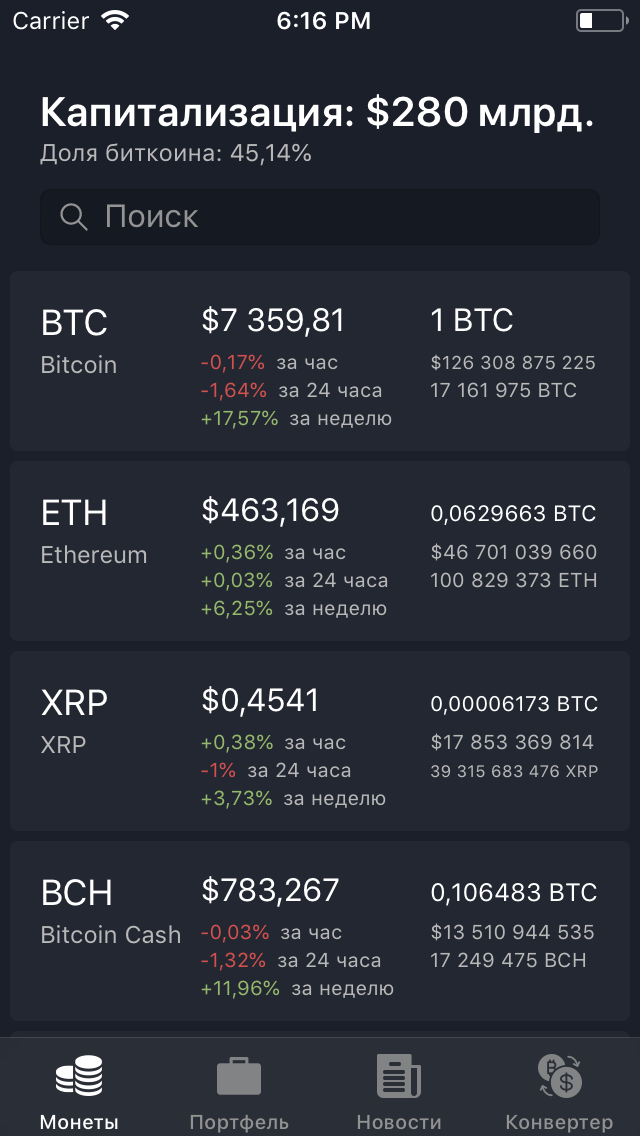 Carrier 6:16 PM
Капитализация: $280 млрд.
Доля биткоина: 45,14%
Поиск
BTC $7 359,81 1 BTC
Bitcoin -0,17% за час $126 308 875 225
-1,64% за 24 часа 17 161 975 BTC
+17,57% за неделю
ETH $463,169 0,0629663 BTC
Ethereum +0,36% за час $46 701 039 660
+0,03% за 24 часа 100 829 373 ETH
+6,25% за неделю
XRP $0,4541 0,00006173 BTC
XRP +0,38% за час $17 853 369 814
-1% за 24 часа 39 315 683 476 XRP
+3,73% за неделю
BCH $783,267 0,106483 BTC
Bitcoin Cash -0,03% за час $13 510 944 535
-1,32% за 24 часа 17 249 475 BCH
+11,96% за неделю
Монеты Портфель Новости Конвертер